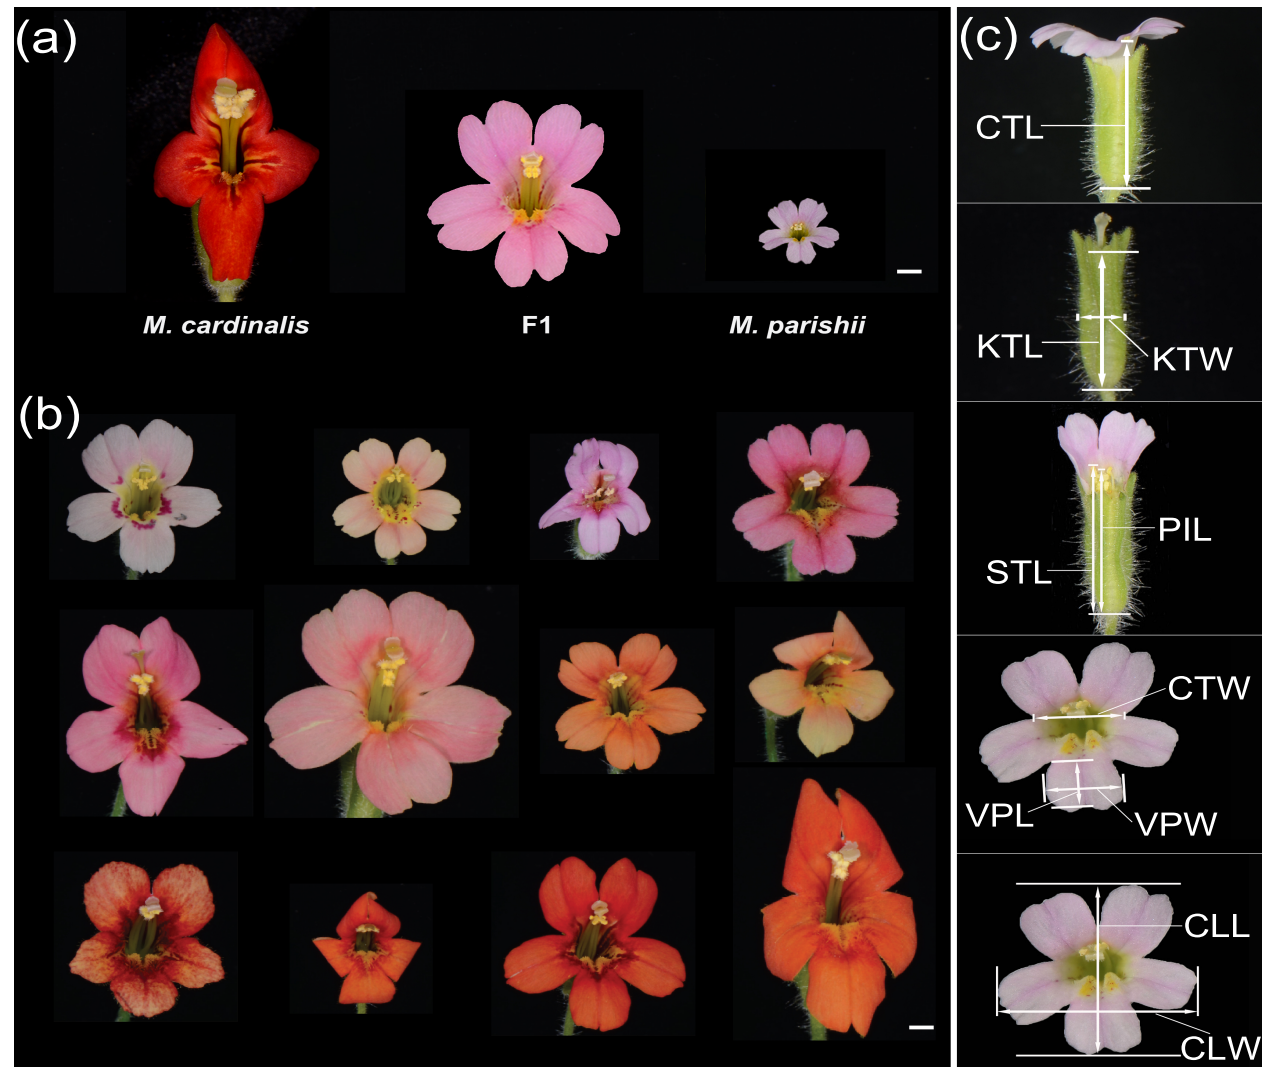 (a)
M. cardinalis
F1
M. parishii
(b)
(c)
CTL
KTL
KTW
PIL
STL
CTW
VPL
VPW
CLL
CLW